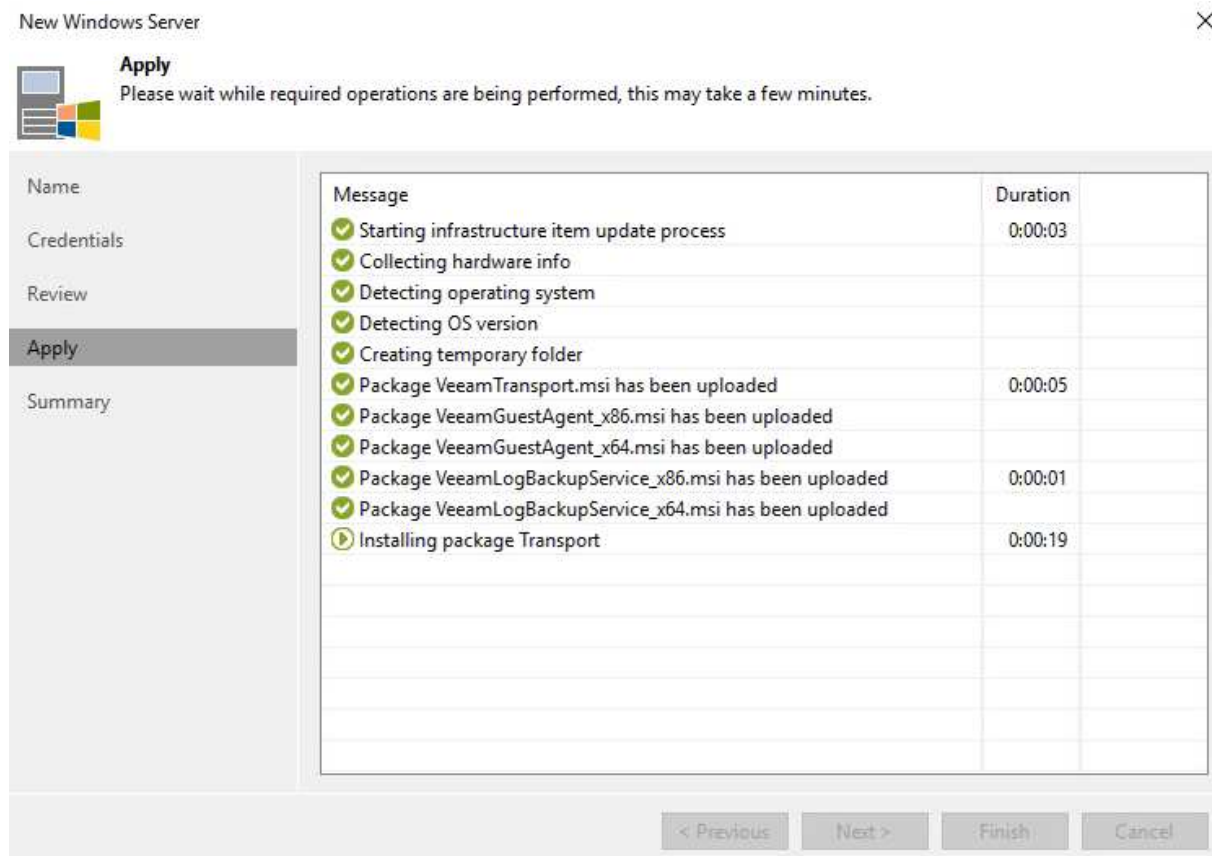 New Windows Server
Apply
Please wait while required operations are being performed, this may take a few minutes.
Name
Credentials
Review
Apply
Summary
Message Duration
Starting infrastructure item update process 0:00:03
Collecting hardware info
Detecting operating system
Detecting OS version
Creating temporary folder
Package VeeamTransport.msi has been uploaded 0:00:05
Package VeeamGuestAgent_x86.msi has been uploaded
Package VeeamGuestAgent_x64.msi has been uploaded
Package VeeamLogBackupService_x86.msi has been uploaded 0:00:01
Package VeeamLogBackupService_x64.msi has been uploaded
Installing package Transport 0:00:19
< Previous Next > Finish Cancel